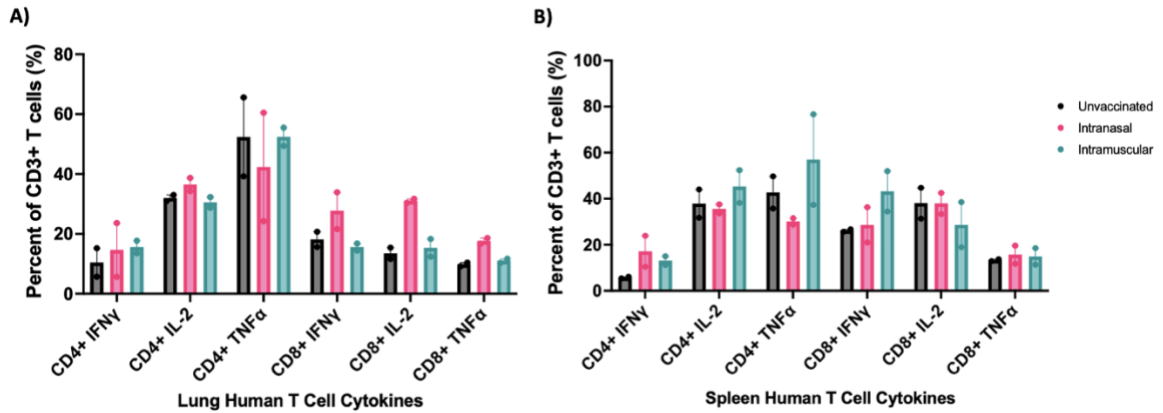 A)
Percent of CD3+ T cells (%)
80
60
40
20
0
CD4+ IFNγ
CD4+ IL-2
CD4+ TNFα
CD8+ IFNγ
CD8+ IL-2
CD8+ TNFα
Lung Human T Cell Cytokines
B)
Percent of CD3+ T cells (%)
100
80
60
40
20
0
CD4+ IFNγ
CD4+ IL-2
CD4+ TNFα
CD8+ IFNγ
CD8+ IL-2
CD8+ TNFα
Spleen Human T Cell Cytokines
Unvaccinated
Intranasal
Intramuscular